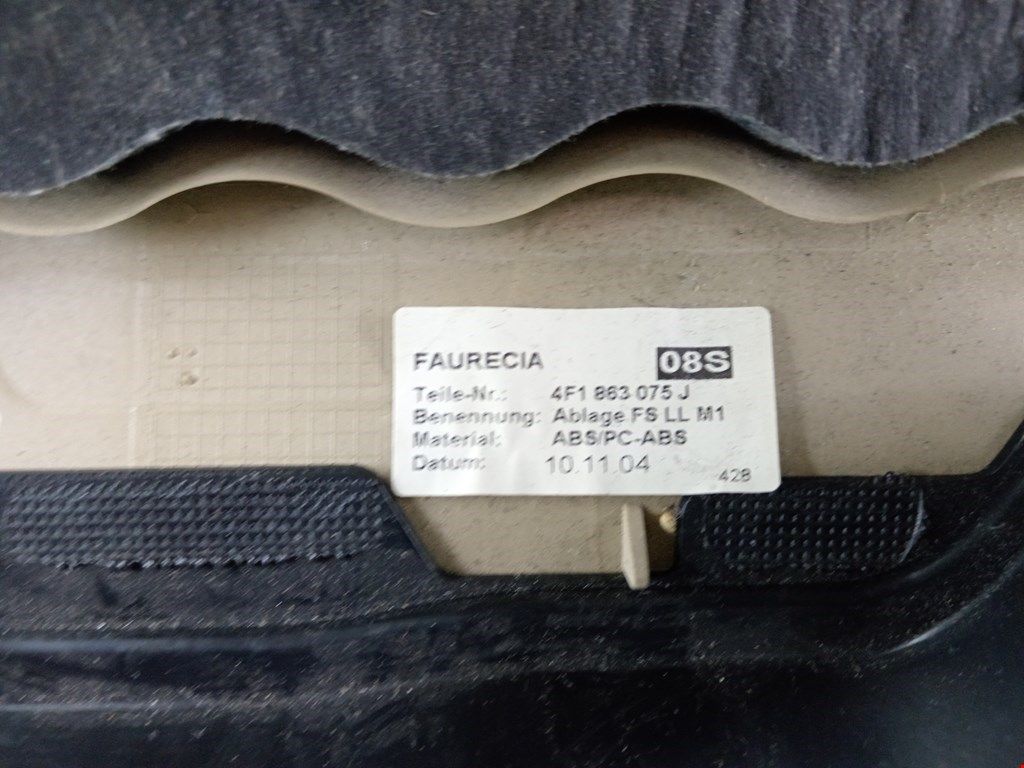 FAURECIA 08S
Teile-Nr.: 4F1 863 075 J
Benennung: Ablage FS LL M1
Material: ABS/PC-ABS
Datum: 10.11.04
428